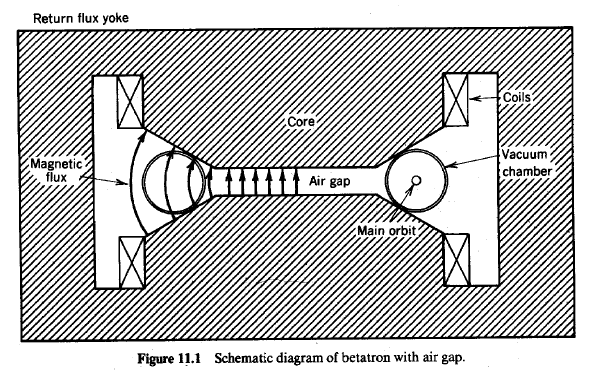 Return flux yoke
Core
Coils
Magnetic
flux
Air gap
Vacuum
chamber
Main orbit
Figure 11.1 Schematic diagram of betatron with air gap.